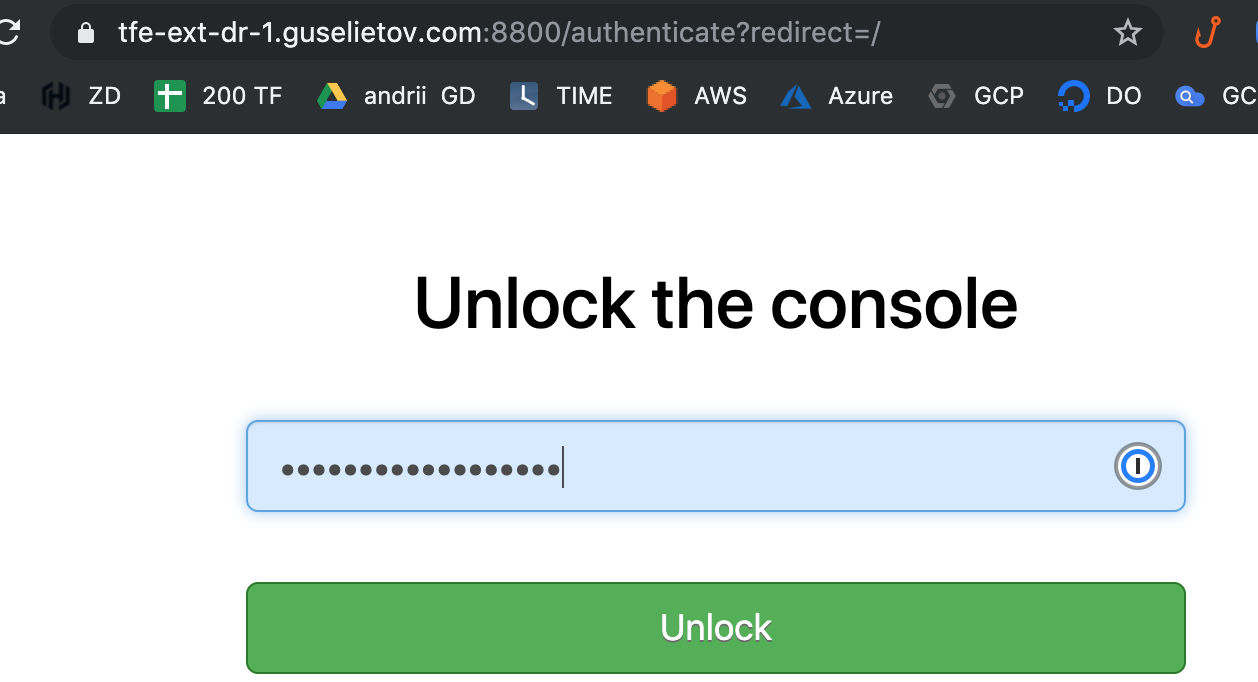 tfe-ext-dr-1.guselietov.com:8800/authenticate?redirect=/
a ZD 200 TF andrii GD TIME AWS Azure GCP DO GC
Unlock the console
••••••••••••••••••
Unlock